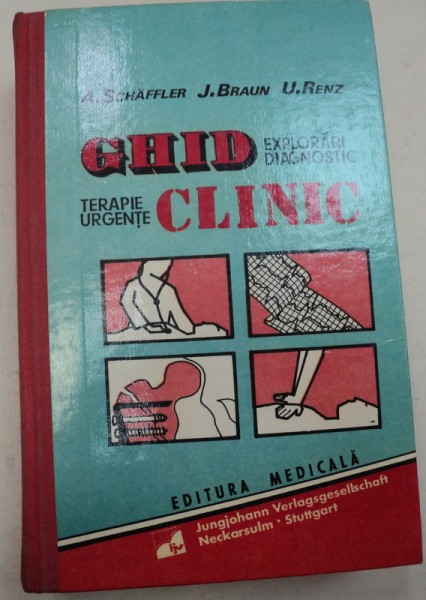 A. SCHÄFFLER J. BRAUN U. RENZ
GHID EXPLORĂRI
DIAGNOSTIC
TERAPIE
URGENȚE CLINIC
EDITURA MEDICALĂ
Jungjohann Verlagsgesellschaft
Neckarsulm · Stuttgart